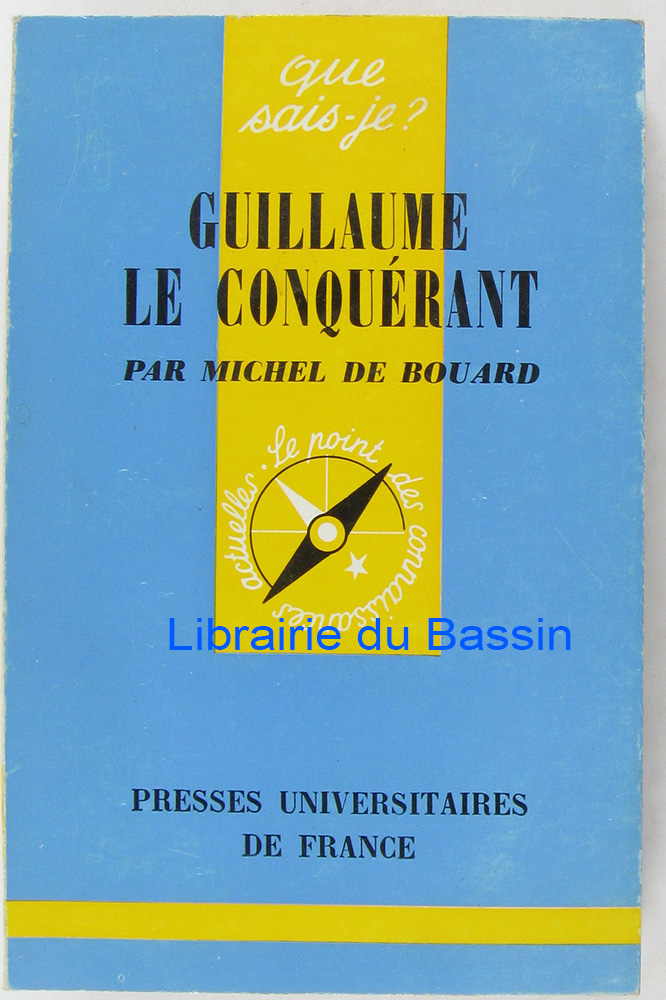 que
sais-je?
GUILLAUME
LE CONQUÉRANT
PAR MICHEL DE BOUARD
Le point des connaissances actuelles.
Librairie du Bassin
PRESSES UNIVERSITAIRES
DE FRANCE